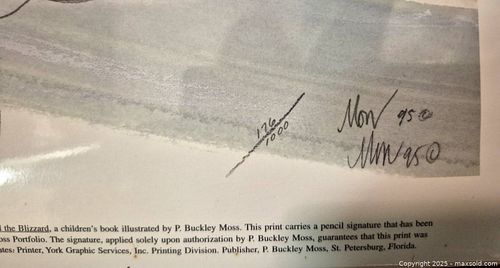 176
1000
Moss 95 ©
Moss 95 ©
d the Blizzard, a children's book illustrated by P. Buckley Moss. This print carries a pencil signature that has been
oss Portfolio. The signature, applied solely upon authorization by P. Buckley Moss, guarantees that this print was
ates: Printer, York Graphic Services, Inc. Printing Division. Publisher, P. Buckley Moss, St. Petersburg, Florida.
Copyright 2025 - maxsold.com